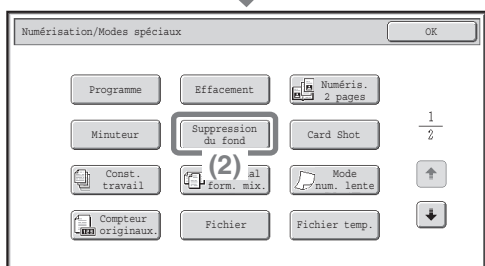 Numérisation/Modes spéciaux
OK
Programme
Effacement
Numéris.
2 pages
1
2
Minuteur
Suppression
du fond
Card Shot
(2)
Const.
travail
al
form. mix.
Mode
num. lente
Compteur
originaux.
Fichier
Fichier temp.